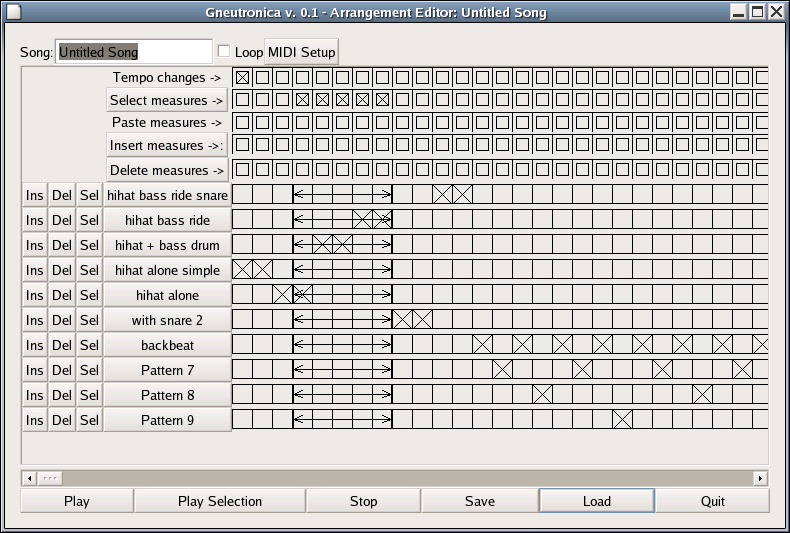 Gneutronica v. 0.1 - Arrangement Editor: Untitled Song
Song: Untitled Song Loop MIDI Setup
Tempo changes ->
Select measures ->
Paste measures ->
Insert measures ->:
Delete measures ->
Ins Del Sel hihat bass ride snare
Ins Del Sel hihat bass ride
Ins Del Sel hihat + bass drum
Ins Del Sel hihat alone simple
Ins Del Sel hihat alone
Ins Del Sel with snare 2
Ins Del Sel backbeat
Ins Del Sel Pattern 7
Ins Del Sel Pattern 8
Ins Del Sel Pattern 9
Play Play Selection Stop Save Load Quit